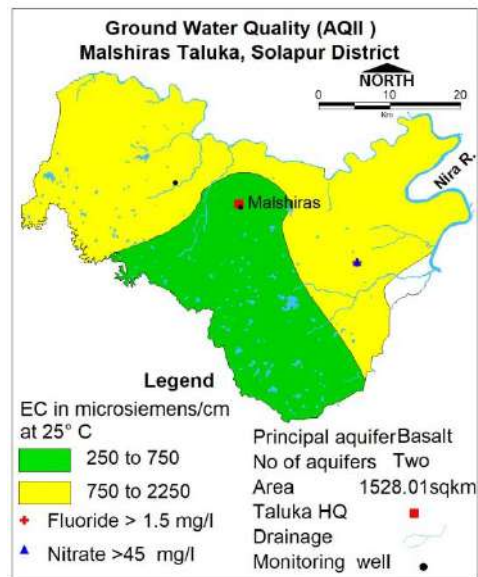 Ground Water Quality (AQII )
Malshiras Taluka, Solapur District
NORTH
0 10 20
Km
Nira R.
Malshiras
Legend
EC in microsiemens/cm
at 25° C
250 to 750
750 to 2250
Fluoride > 1.5 mg/l
Nitrate >45 mg/l
Principal aquifer Basalt
No of aquifers Two
Area 1528.01sqkm
Taluka HQ
Drainage
Monitoring well